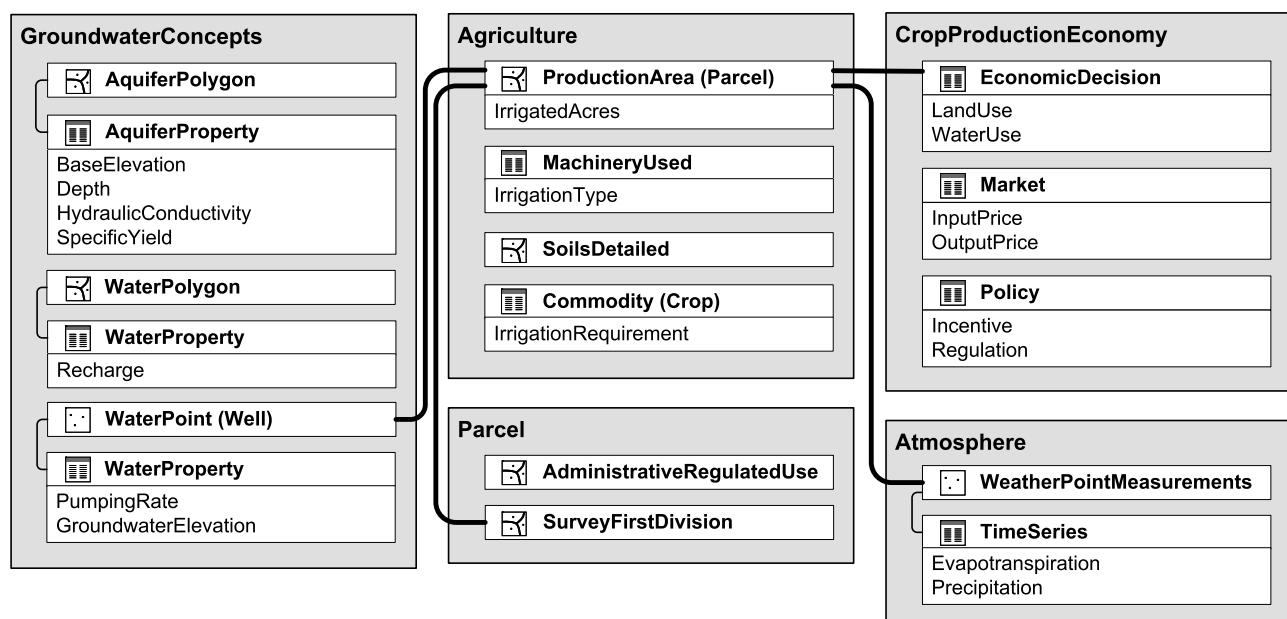 GroundwaterConcepts
AquiferPolygon
AquiferProperty
BaseElevation
Depth
HydraulicConductivity
SpecificYield
WaterPolygon
WaterProperty
Recharge
WaterPoint (Well)
WaterProperty
PumpingRate
GroundwaterElevation
Agriculture
ProductionArea (Parcel)
IrrigatedAcres
MachineryUsed
IrrigationType
SoilsDetailed
Commodity (Crop)
IrrigationRequirement
Parcel
AdministrativeRegulatedUse
SurveyFirstDivision
CropProductionEconomy
EconomicDecision
LandUse
WaterUse
Market
InputPrice
OutputPrice
Policy
Incentive
Regulation
Atmosphere
WeatherPointMeasurements
TimeSeries
Evapotranspiration
Precipitation